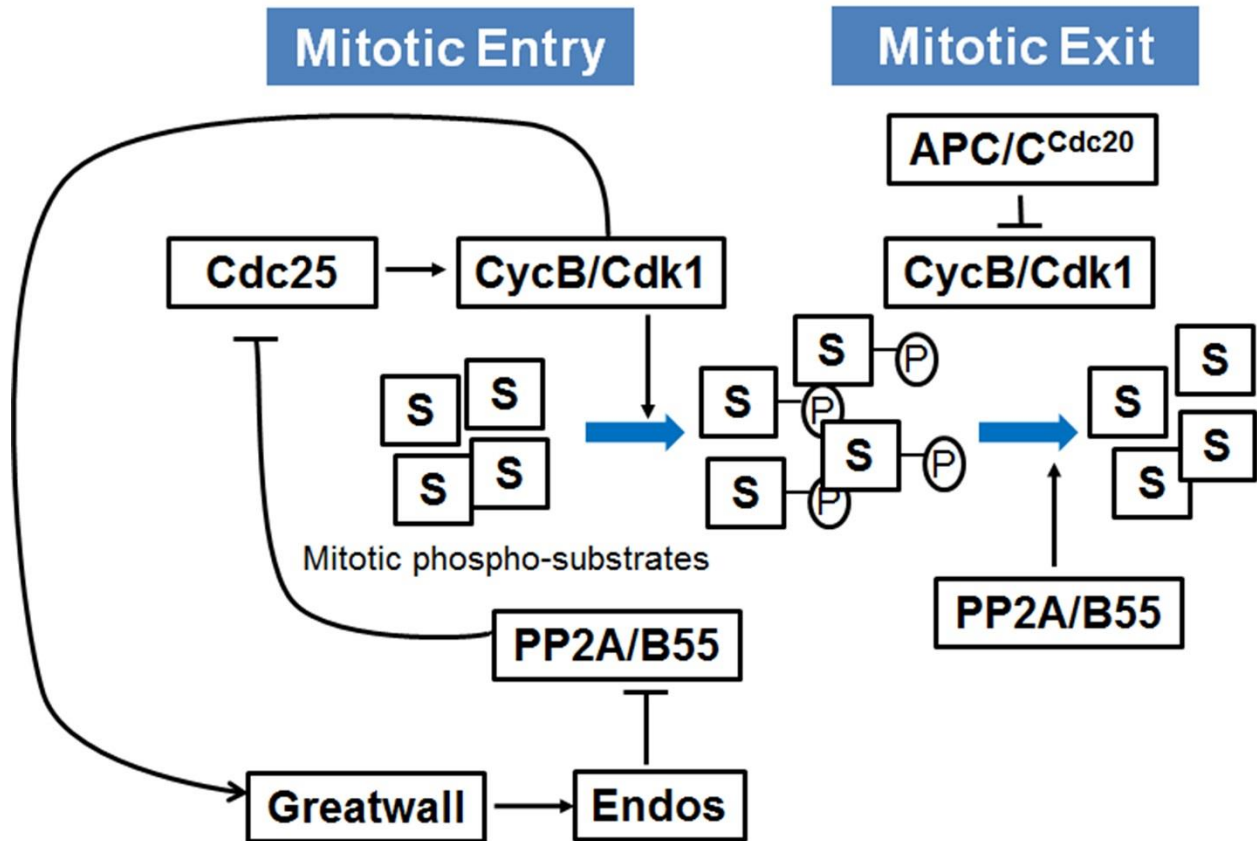 Mitotic Entry
Mitotic Exit
APC/CCdc20
Cdc25
CycB/Cdk1
CycB/Cdk1
S
S
S
S
S
P
S
P
S
P
S
P
S
S
S
S
Mitotic phospho-substrates
PP2A/B55
PP2A/B55
Greatwall
Endos